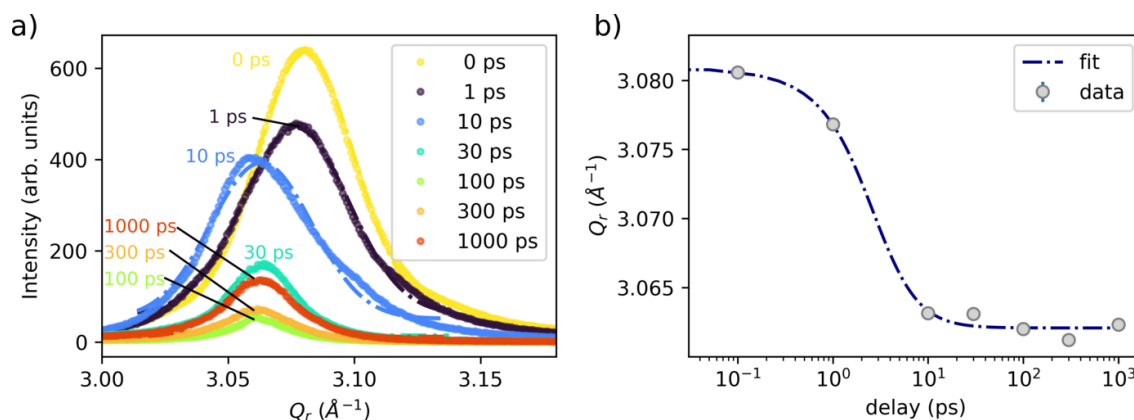 a)
Intensity (arb. units)
600
400
200
0
3.00
3.05
3.10
3.15
Qr (Å⁻¹)
0 ps
1 ps
10 ps
1000 ps
300 ps
100 ps
30 ps
0 ps
1 ps
10 ps
30 ps
100 ps
300 ps
1000 ps
b)
Qr (Å⁻¹)
3.080
3.075
3.070
3.065
10⁻¹
10⁰
10¹
10²
10³
delay (ps)
fit
data